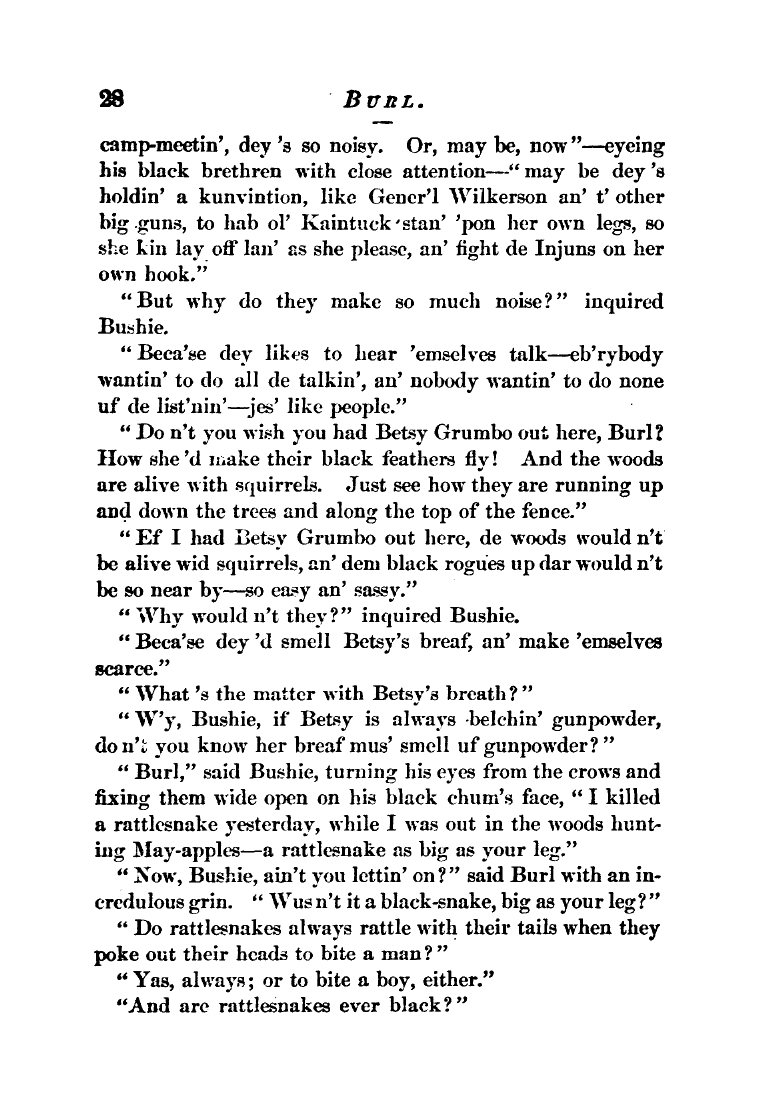 28 BURL.
camp-meetin', dey 's so noisy. Or, may be, now"—eyeing
his black brethren with close attention—"may be dey 's
holdin' a kunvintion, like Gener'l Wilkerson an' t' other
big guns, to hab ol' Kaintuck stan' 'pon her own legs, so
she kin lay off lan' as she please, an' fight de Injuns on her
own hook."
"But why do they make so much noise?" inquired
Bushie.
"Beca'se dey likes to hear 'emselves talk—eb'rybody
wantin' to do all de talkin', an' nobody wantin' to do none
uf de list'nin'—jes' like people."
"Do n't you wish you had Betsy Grumbo out here, Burl?
How she 'd make their black feathers fly! And the woods
are alive with squirrels. Just see how they are running up
and down the trees and along the top of the fence."
"Ef I had Betsy Grumbo out here, de woods would n't
be alive wid squirrels, an' dem black rogues up dar would n't
be so near by—so easy an' sassy."
"Why would n't they?" inquired Bushie.
"Beca'se dey 'd smell Betsy's breaf, an' make 'emselves
scarce."
"What 's the matter with Betsy's breath?"
"W'y, Bushie, if Betsy is always belchin' gunpowder,
do n't you know her breaf mus' smell uf gunpowder?"
"Burl," said Bushie, turning his eyes from the crows and
fixing them wide open on his black chum's face, "I killed
a rattlesnake yesterday, while I was out in the woods hunt-
ing May-apples—a rattlesnake as big as your leg."
"Now, Bushie, ain't you lettin' on?" said Burl with an in-
credulous grin. "Wus n't it a black-snake, big as your leg?"
"Do rattlesnakes always rattle with their tails when they
poke out their heads to bite a man?"
"Yas, always; or to bite a boy, either."
"And are rattlesnakes ever black?"